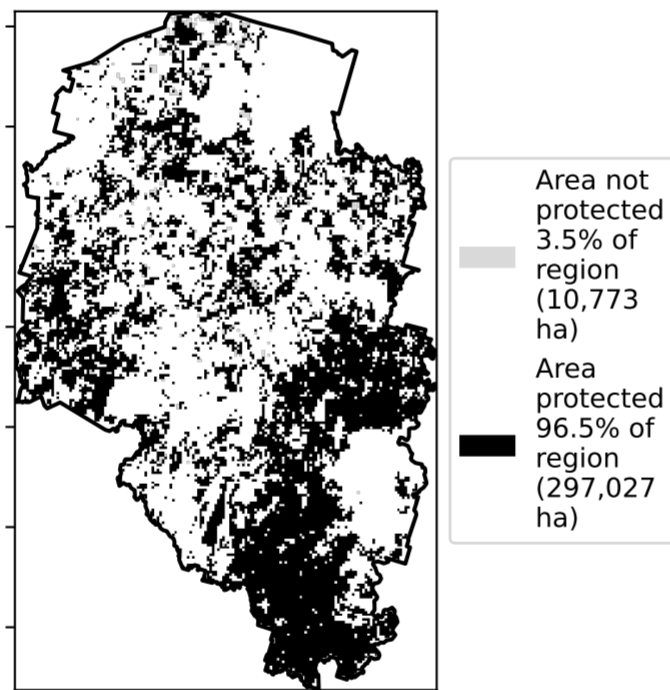 Area not
protected
3.5% of
region
(10,773
ha)
Area
protected
96.5% of
region
(297,027
ha)